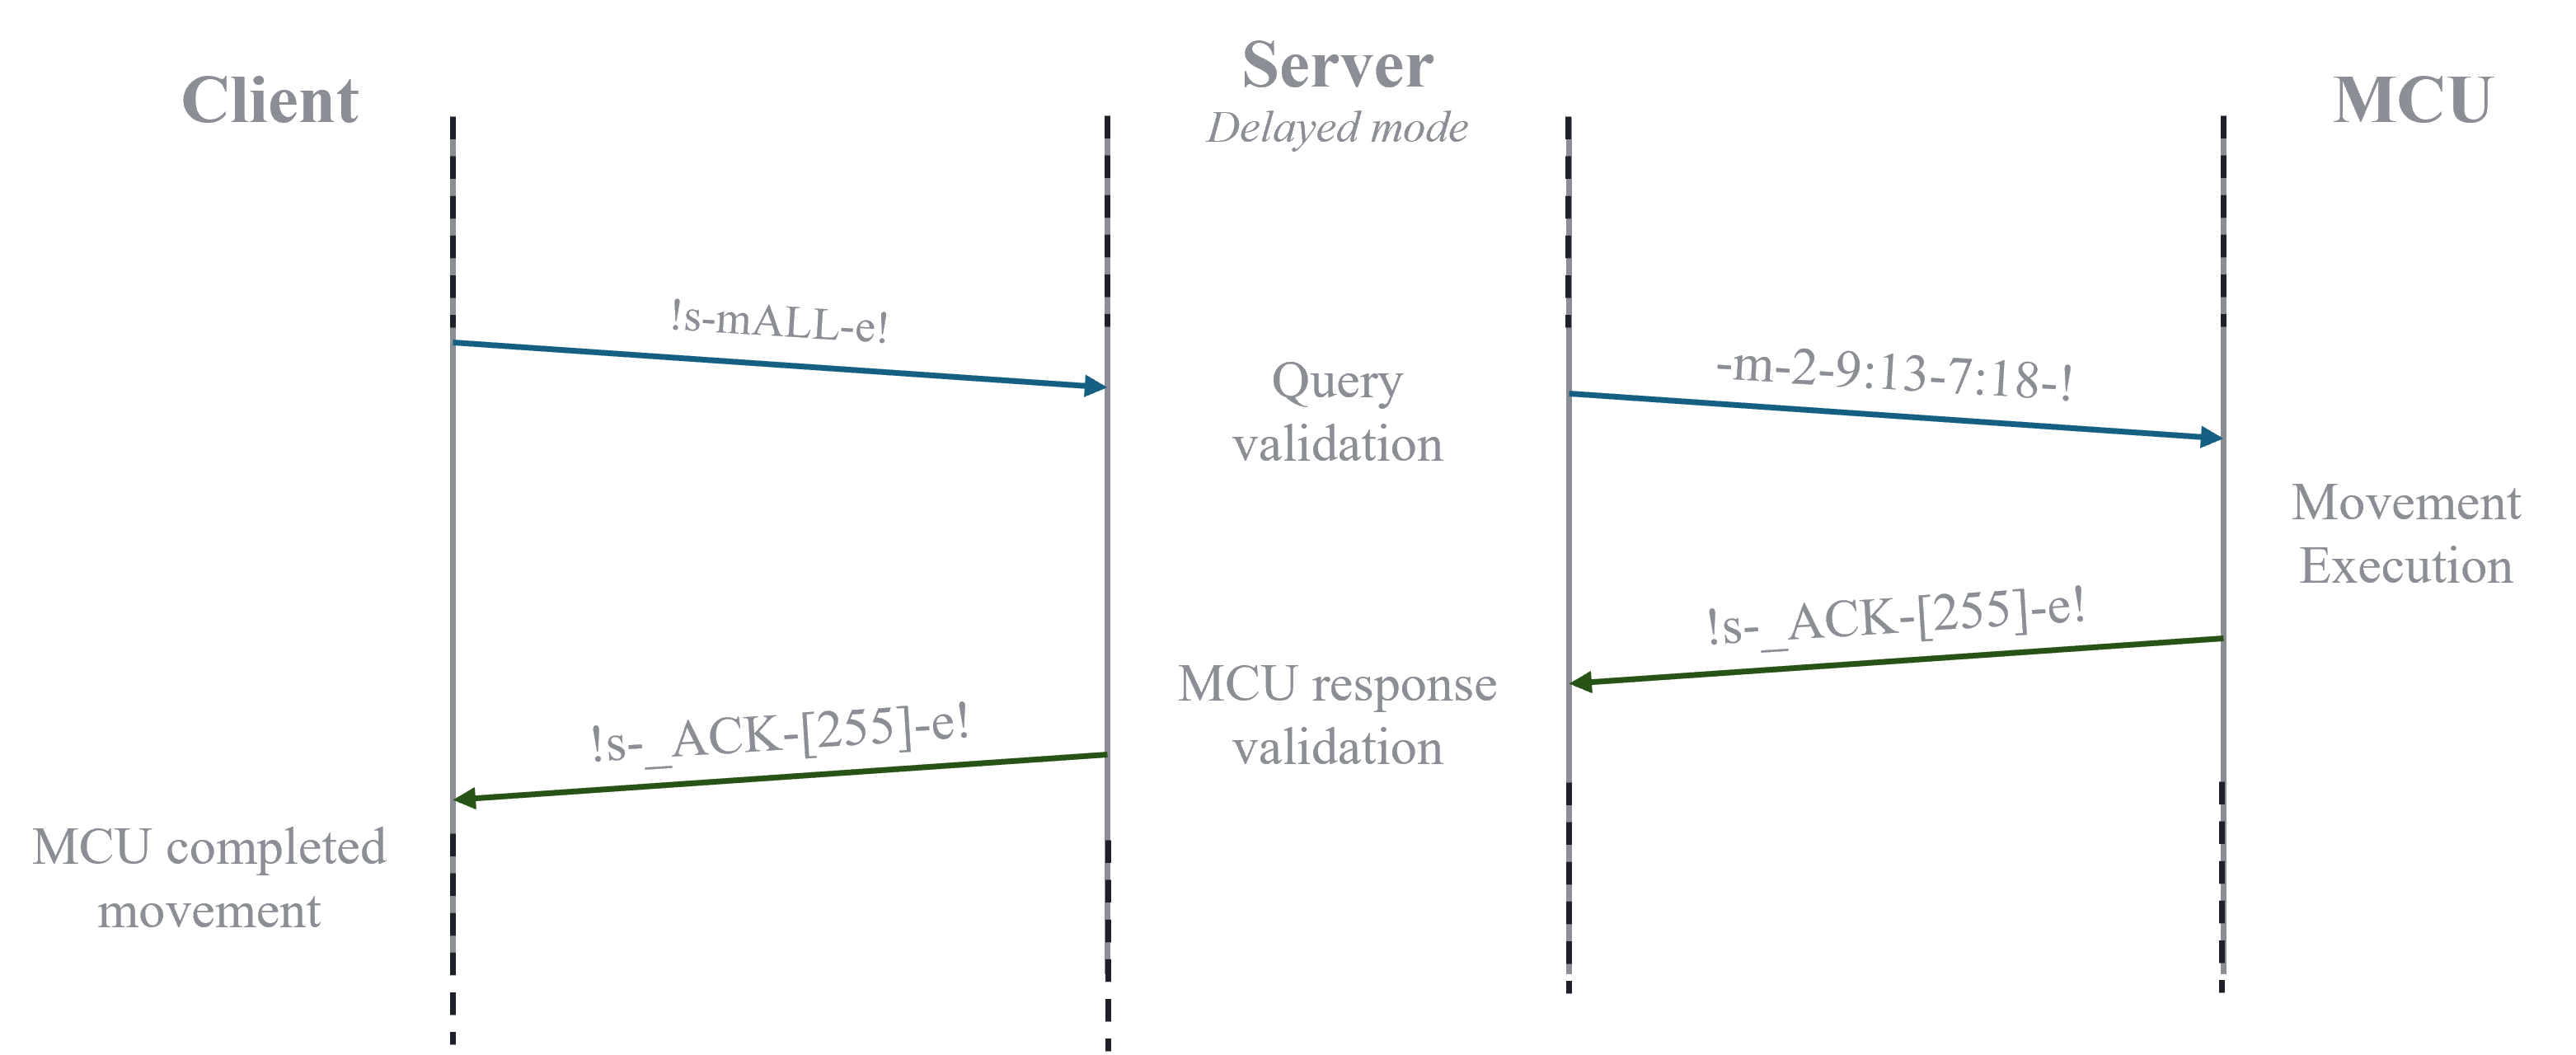 Client
Server
Delayed mode
MCU
!s-mALL-e!
Query
validation
-m-2-9:13-7:18-!
Movement
Execution
!s-_ACK-[255]-e!
MCU response
validation
!s-_ACK-[255]-e!
MCU completed
movement